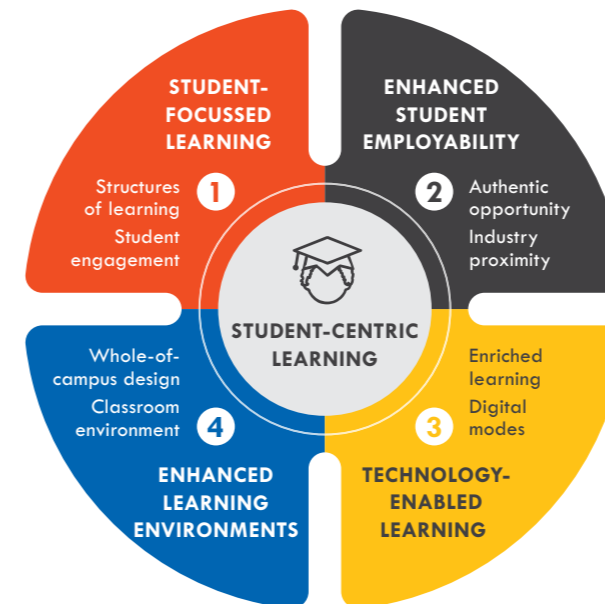 STUDENT-
FOCUSSED
LEARNING
1
Structures
of learning
Student
engagement
ENHANCED
STUDENT
EMPLOYABILITY
2
Authentic
opportunity
Industry
proximity
STUDENT-CENTRIC
LEARNING
Enriched
learning
Digital
modes
3
TECHNOLOGY-
ENABLED
LEARNING
Whole-of-
campus design
Classroom
environment
4
ENHANCED
LEARNING
ENVIRONMENTS